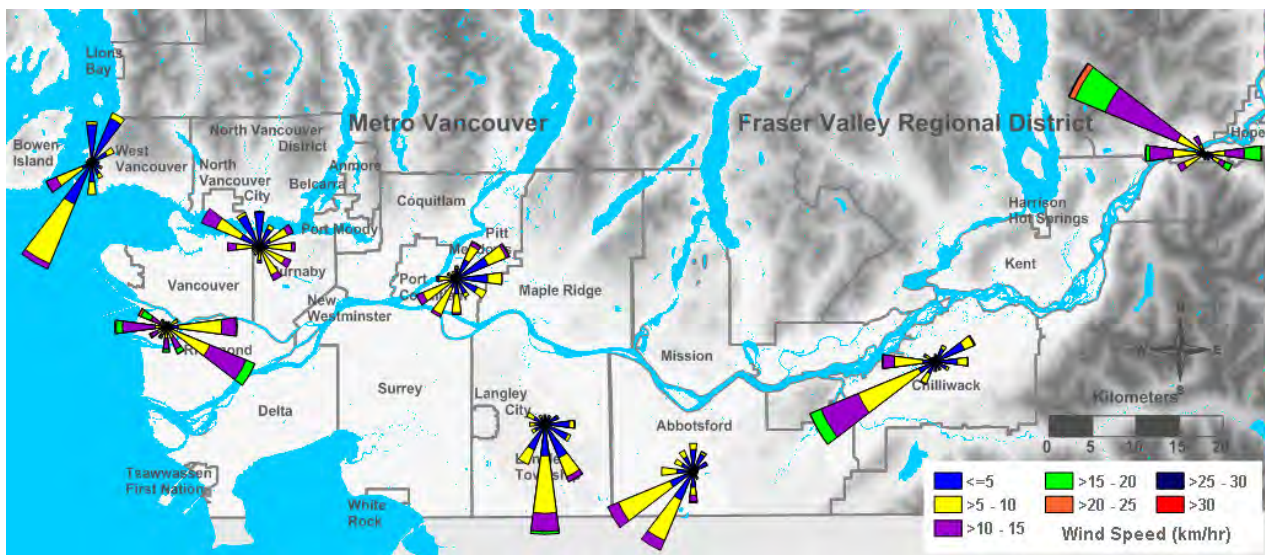 Lions
Bay
Bowen
Island
West
Vancouver
North Vancouver
District
North
Vancouver
City
Metro Vancouver
Anmore
Belcarra
Port Moody
Coquitlam
Pitt
Fraser Valley Regional District
Hope
Harrison
Hot Springs
Kent
Vancouver
New
Westminster
Port
Maple Ridge
Mission
Chilliwack
Delta
Surrey
Langley
City
Abbotsford
Tsawwassen
First Nation
White
Rock
W
E
Kilometers
0 5 10 15 20
<=5
>5 - 10
>10 - 15
>15 - 20
>20 - 25
>25 - 30
>30
Wind Speed (km/hr)